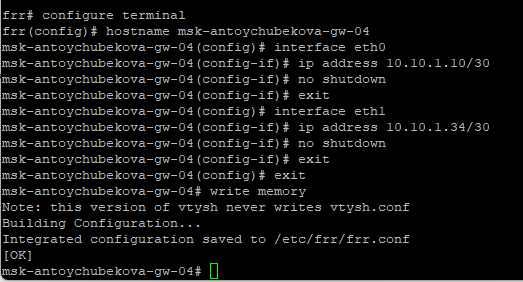 frr# configure terminal
frr(config)# hostname msk-antoychubekova-gw-04
msk-antoychubekova-gw-04(config)# interface eth0
msk-antoychubekova-gw-04(config-if)# ip address 10.10.1.10/30
msk-antoychubekova-gw-04(config-if)# no shutdown
msk-antoychubekova-gw-04(config-if)# exit
msk-antoychubekova-gw-04(config)# interface eth1
msk-antoychubekova-gw-04(config-if)# ip address 10.10.1.34/30
msk-antoychubekova-gw-04(config-if)# no shutdown
msk-antoychubekova-gw-04(config-if)# exit
msk-antoychubekova-gw-04(config)# exit
msk-antoychubekova-gw-04# write memory
Note: this version of vtysh never writes vtysh.conf
Building Configuration...
Integrated configuration saved to /etc/frr/frr.conf
[OK]
msk-antoychubekova-gw-04#